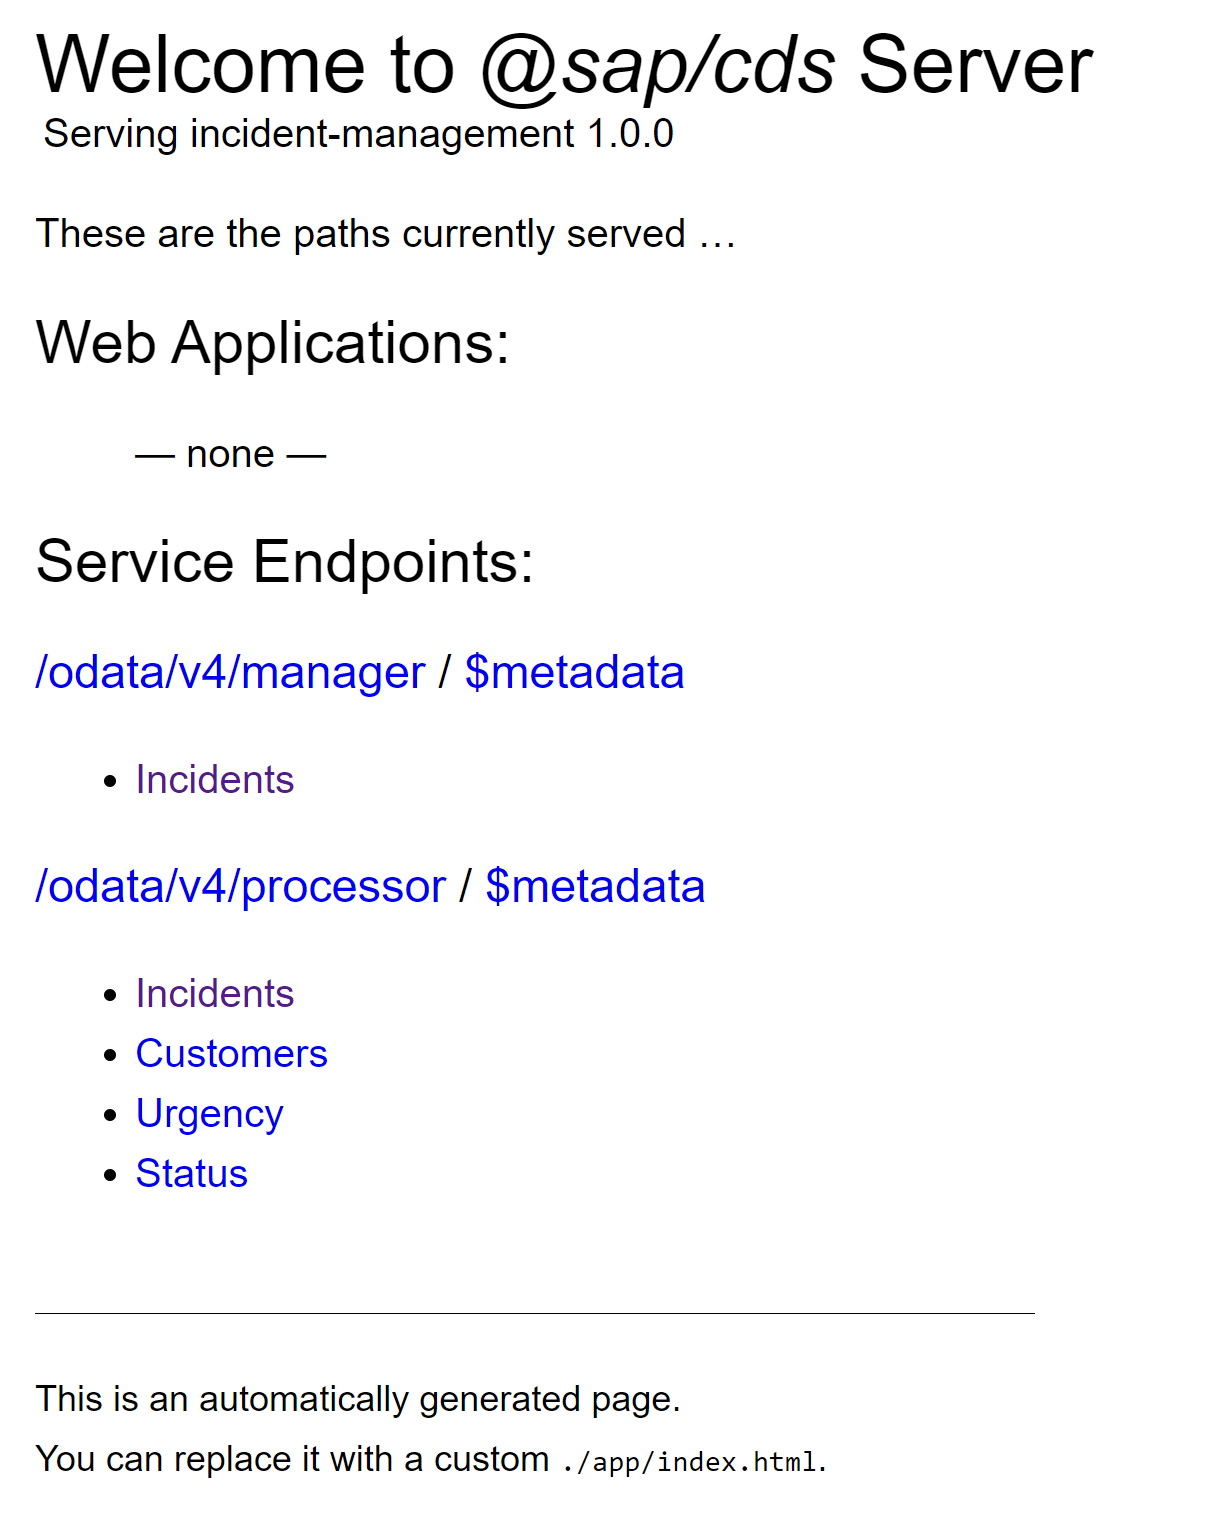 Welcome to @sap/cds Server
Serving incident-management 1.0.0
These are the paths currently served …
Web Applications:
— none —
Service Endpoints:
/odata/v4/manager / $metadata
• Incidents
/odata/v4/processor / $metadata
• Incidents
• Customers
• Urgency
• Status
This is an automatically generated page.
You can replace it with a custom ./app/index.html.